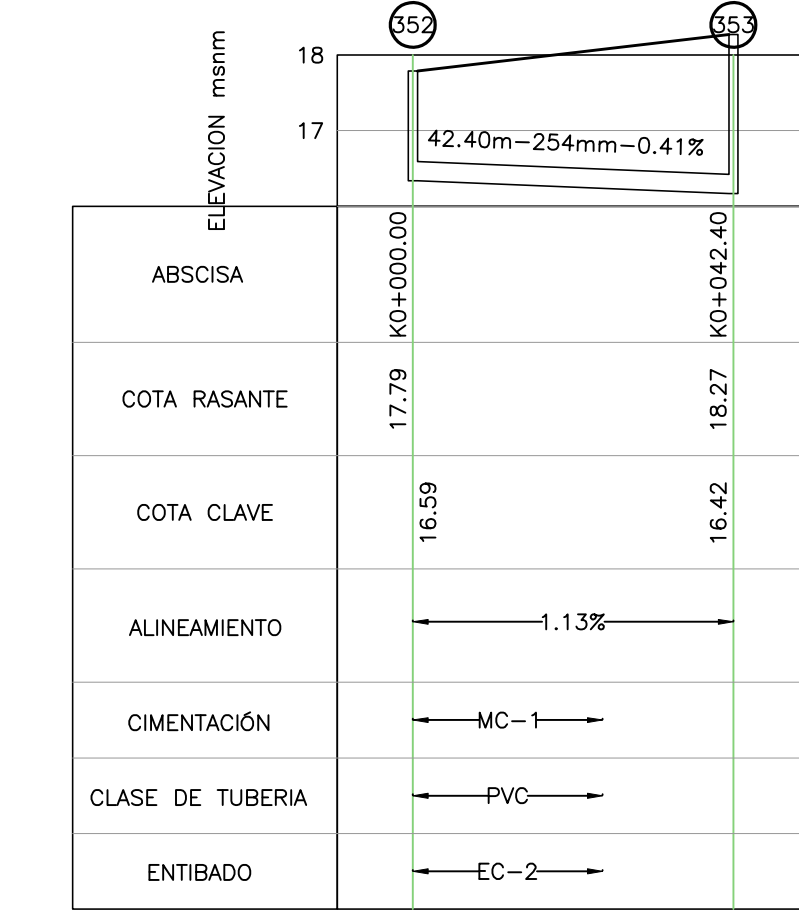 352 353
ELEVACION msnm
18
17
42.40m-254mm-0.41%
ABSCISA K0+000.00 K0+042.40
COTA RASANTE 17.79 18.27
COTA CLAVE 16.59 16.42
ALINEAMIENTO 1.13%
CIMENTACIÓN MC-1
CLASE DE TUBERIA PVC
ENTIBADO EC-2